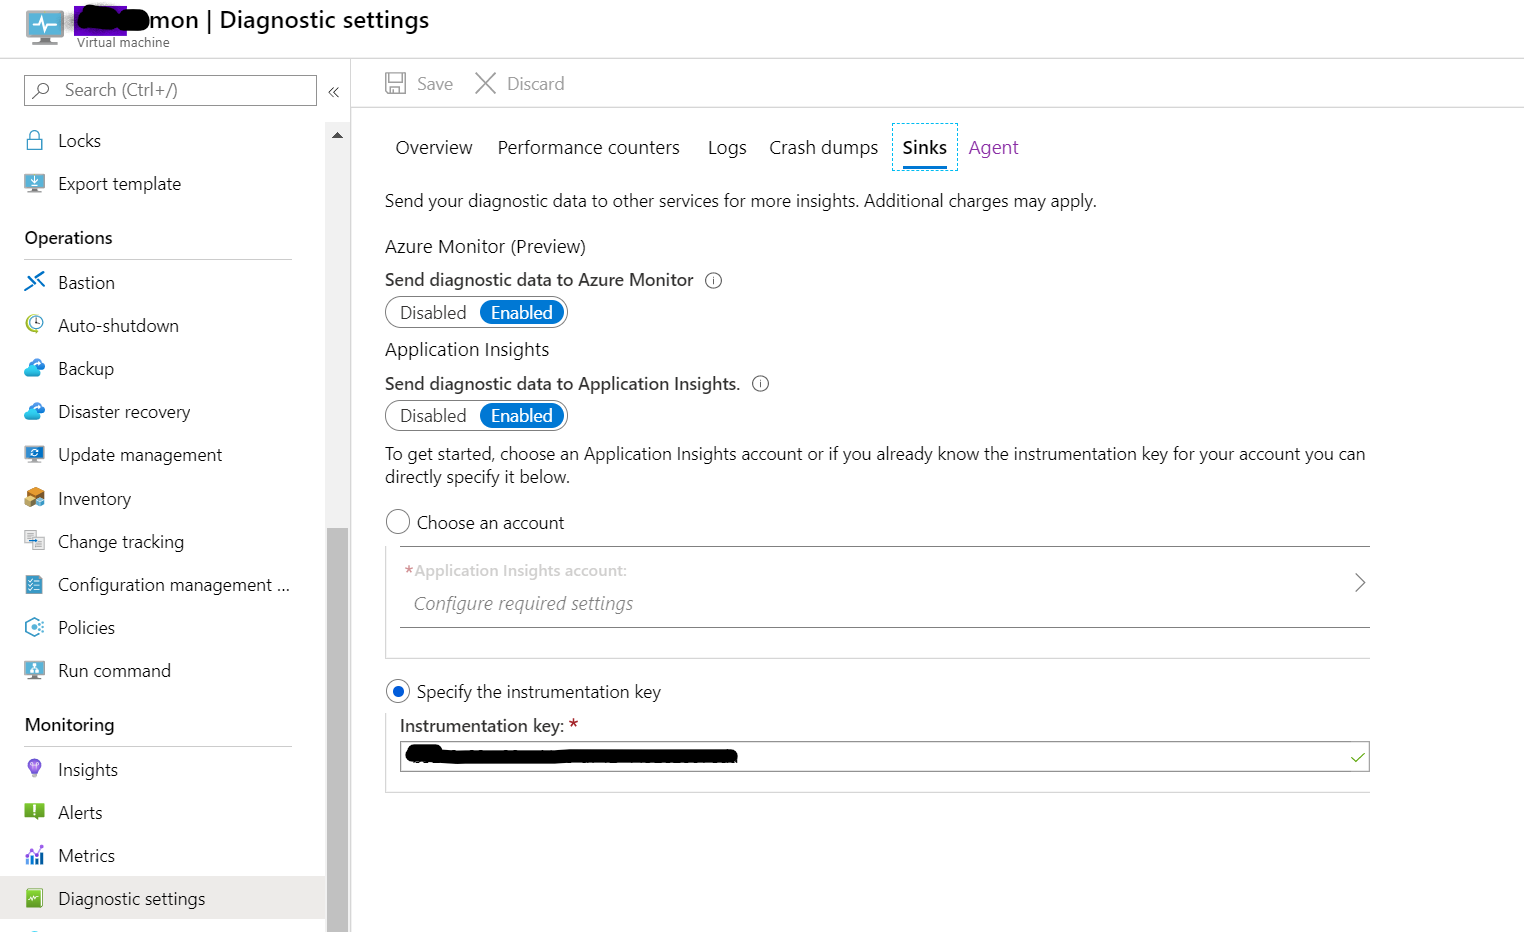 mon | Diagnostic settings
Virtual machine
Search (Ctrl+/)
«
Locks
Export template
Operations
Bastion
Auto-shutdown
Backup
Disaster recovery
Update management
Inventory
Change tracking
Configuration management ...
Policies
Run command
Monitoring
Insights
Alerts
Metrics
Diagnostic settings
Save Discard
Overview Performance counters Logs Crash dumps Sinks Agent
Send your diagnostic data to other services for more insights. Additional charges may apply.
Azure Monitor (Preview)
Send diagnostic data to Azure Monitor
Disabled Enabled
Application Insights
Send diagnostic data to Application Insights.
Disabled Enabled
To get started, choose an Application Insights account or if you already know the instrumentation key for your account you can
directly specify it below.
Choose an account
*Application Insights account:
Configure required settings
Specify the instrumentation key
Instrumentation key: *